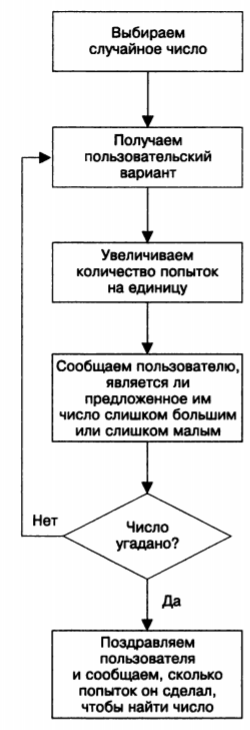 Выбираем
случайное число
Получаем
пользовательский
вариант
Увеличиваем
количество попыток
на единицу
Сообщаем пользователю,
является ли
предложенное им
число слишком большим
или слишком малым
Нет
Число
угадано?
Да
Поздравляем
пользователя
и сообщаем, сколько
попыток он сделал,
чтобы найти число